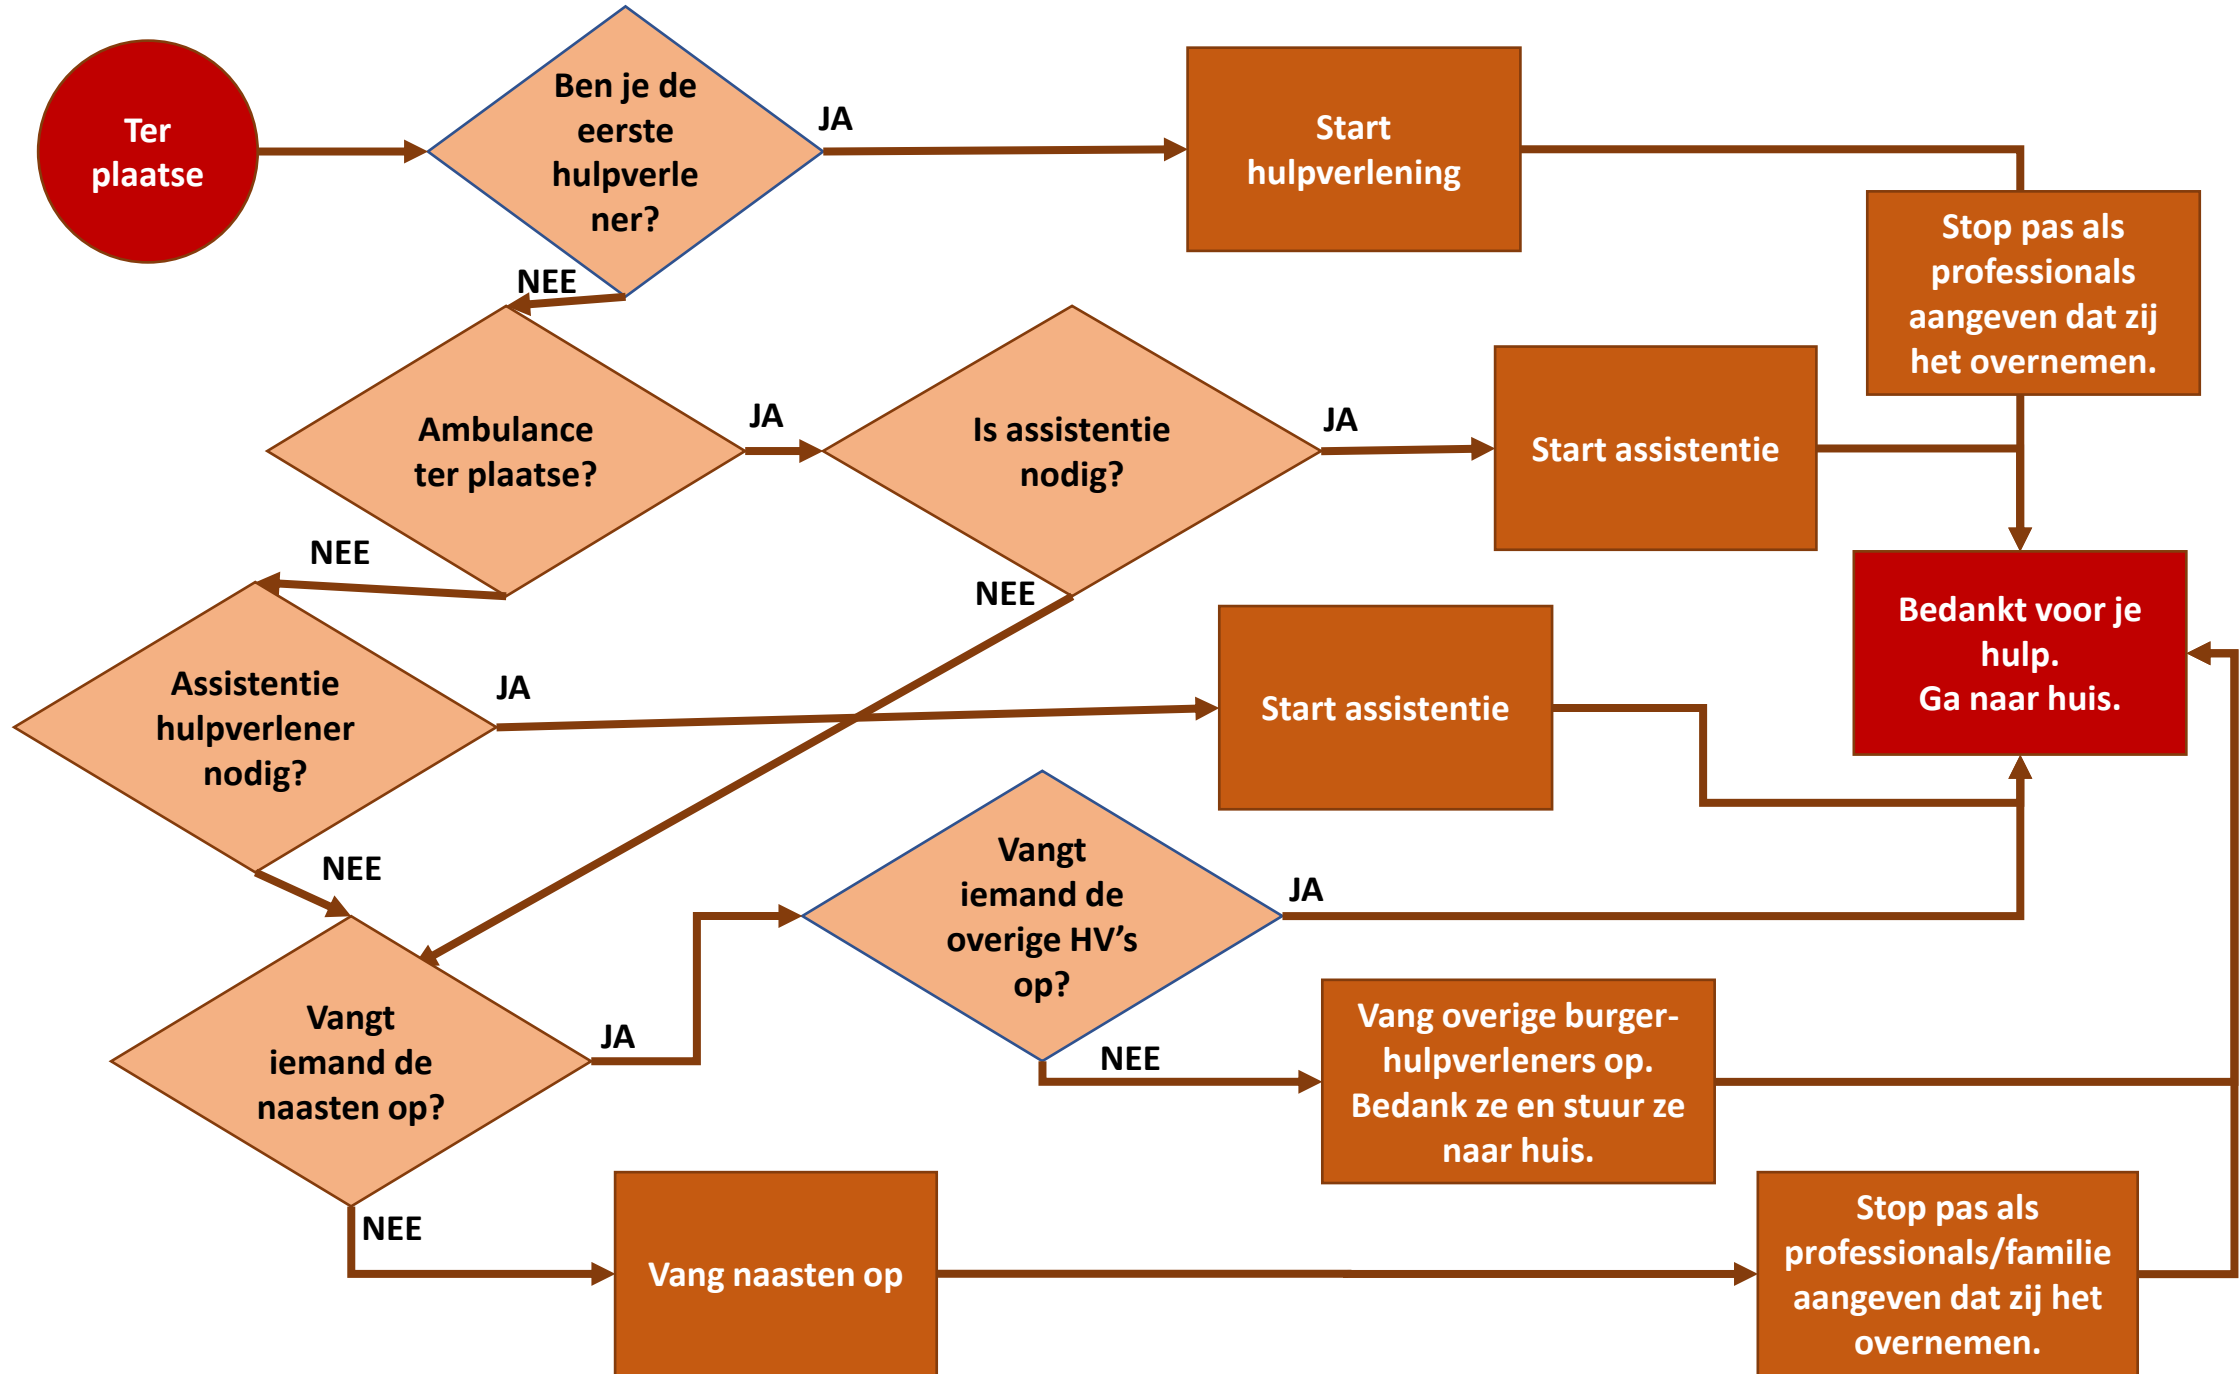 Ter
plaatse
Ben je de
eerste
hulpverle
ner?
JA
Start
hulpverlening
Stop pas als
professionals
aangeven dat zij
het overnemen.
NEE
Ambulance
ter plaatse?
JA
Is assistentie
nodig?
JA
Start assistentie
NEE
NEE
Bedankt voor je
hulp.
Ga naar huis.
Assistentie
hulpverlener
nodig?
JA
Start assistentie
NEE
Vangt
iemand de
overige HV's
op?
JA
Vangt
iemand de
naasten op?
JA
NEE
Vang overige burger-
hulpverleners op.
Bedank ze en stuur ze
naar huis.
NEE
Vang naasten op
Stop pas als
professionals/familie
aangeven dat zij het
overnemen.